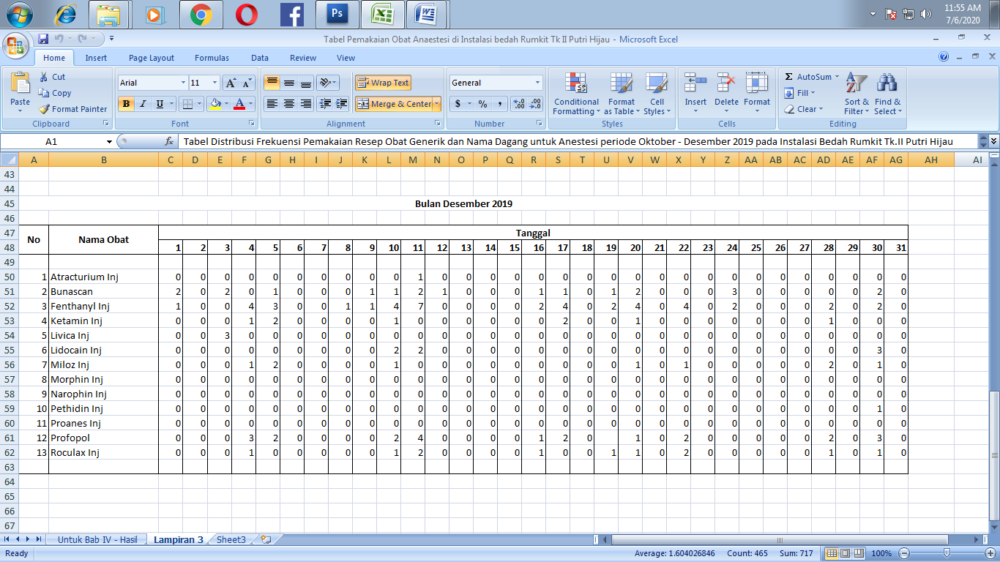 Ps
W
11:55 AM
7/6/2020
Tabel Pemakaian Obat Anaestesi di Instalasi bedah Rumkit Tk II Putri Hijau - Microsoft Excel
Home Insert Page Layout Formulas Data Review View
Cut Arial 11 Wrap Text General Σ AutoSum
Copy Fill
Paste Format Painter B I U Merge & Center $ % , Conditional Formatting Format as Table Cell Styles Insert Delete Format Clear Sort & Filter Find & Select
Clipboard Font Alignment Number Styles Cells Editing
A1 fx Tabel Distribusi Frekuensi Pemakaian Resep Obat Generik dan Nama Dagang untuk Anestesi periode Oktober - Desember 2019 pada Instalasi Bedah Rumkit Tk.II Putri Hijau
A B C D E F G H I J K L M N O P Q R S T U V W X Y Z AA AB AC AD AE AF AG AH AI
43
44
45 Bulan Desember 2019
46
47 No Nama Obat Tanggal
48 1 2 3 4 5 6 7 8 9 10 11 12 13 14 15 16 17 18 19 20 21 22 23 24 25 26 27 28 29 30 31
49
50 1 Atracturium Inj 0 0 0 0 0 0 0 0 0 0 1 0 0 0 0 0 0 0 0 0 0 0 0 0 0 0 0 0 0 0 0
51 2 Bunascan 2 0 2 0 1 0 0 0 1 1 2 1 0 0 0 1 1 0 1 2 0 0 0 3 0 0 0 0 0 2 0
52 3 Fenthanyl Inj 1 0 0 4 3 0 0 1 1 4 7 0 0 0 0 2 4 0 2 4 0 4 0 2 0 0 0 2 0 2 0
53 4 Ketamin Inj 0 0 0 1 2 0 0 0 0 1 0 0 0 0 0 0 2 0 0 1 0 0 0 0 0 0 0 1 0 0 0
54 5 Livica Inj 0 0 3 0 0 0 0 0 0 0 0 0 0 0 0 0 0 0 0 0 0 0 0 0 0 0 0 0 0 0 0
55 6 Lidocain Inj 0 0 0 0 0 0 0 0 0 2 2 0 0 0 0 0 0 0 0 0 0 0 0 0 0 0 0 0 0 3 0
56 7 Miloz Inj 0 0 0 1 2 0 0 0 0 1 0 0 0 0 0 0 0 0 0 1 0 1 0 0 0 0 0 2 0 1 0
57 8 Morphin Inj 0 0 0 0 0 0 0 0 0 0 0 0 0 0 0 0 0 0 0 0 0 0 0 0 0 0 0 0 0 0 0
58 9 Narophin Inj 0 0 0 0 0 0 0 0 0 0 0 0 0 0 0 0 0 0 0 0 0 0 0 0 0 0 0 0 0 0 0
59 10 Pethidin Inj 0 0 0 0 0 0 0 0 0 0 0 0 0 0 0 0 0 0 0 0 0 0 0 0 0 0 0 0 0 1 0
60 11 Proanes Inj 0 0 0 0 0 0 0 0 0 0 0 0 0 0 0 0 0 0 0 0 0 0 0 0 0 0 0 0 0 0 0
61 12 Profopol 0 0 0 3 2 0 0 0 0 2 4 0 0 0 0 1 2 0 1 0 2 0 0 0 0 0 2 0 3 0
62 13 Roculax Inj 0 0 0 1 0 0 0 0 0 1 2 0 0 0 0 1 0 0 1 1 0 2 0 0 0 0 0 1 0 1 0
63
64
65
66
67
Untuk Bab IV - Hasil Lampiran 3 Sheet3
Ready Average: 1.604026846 Count: 465 Sum: 717 100%